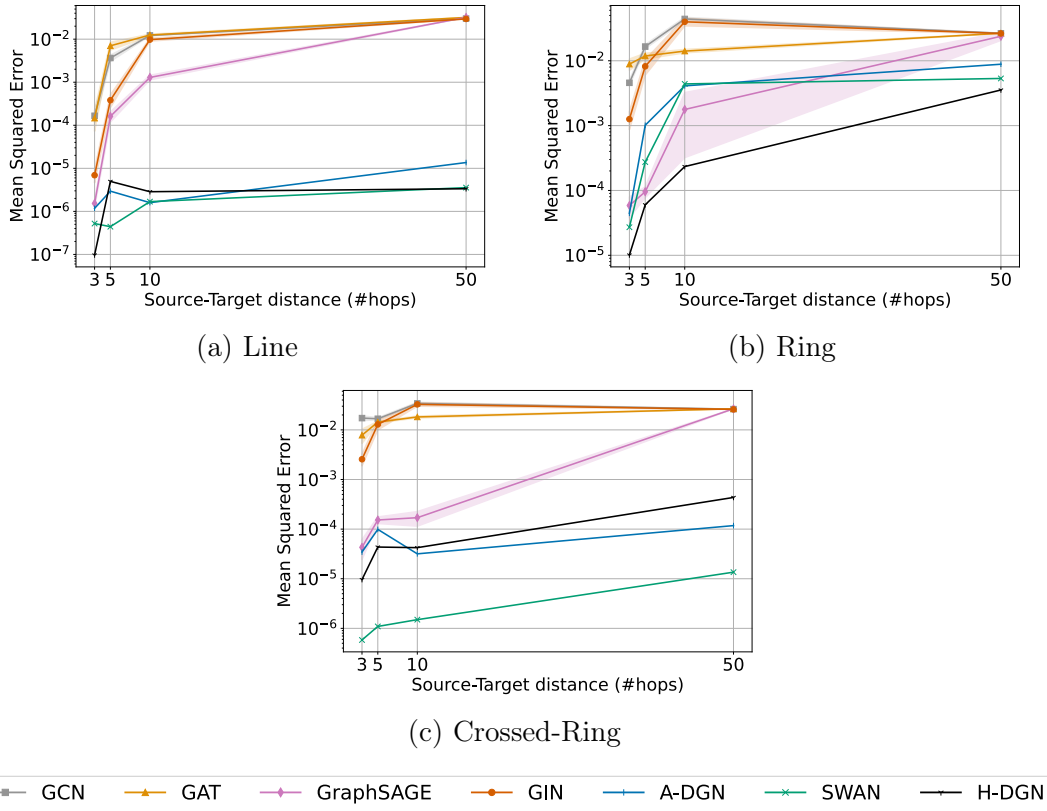 Mean Squared Error
10⁻²
10⁻³
10⁻⁴
10⁻⁵
10⁻⁶
10⁻⁷
3 5 10 50
Source-Target distance (#hops)
(a) Line
Mean Squared Error
10⁻²
10⁻³
10⁻⁴
10⁻⁵
3 5 10 50
Source-Target distance (#hops)
(b) Ring
Mean Squared Error
10⁻²
10⁻³
10⁻⁴
10⁻⁵
10⁻⁶
3 5 10 50
Source-Target distance (#hops)
(c) Crossed-Ring
GCN GAT GraphSAGE GIN A-DGN SWAN H-DGN